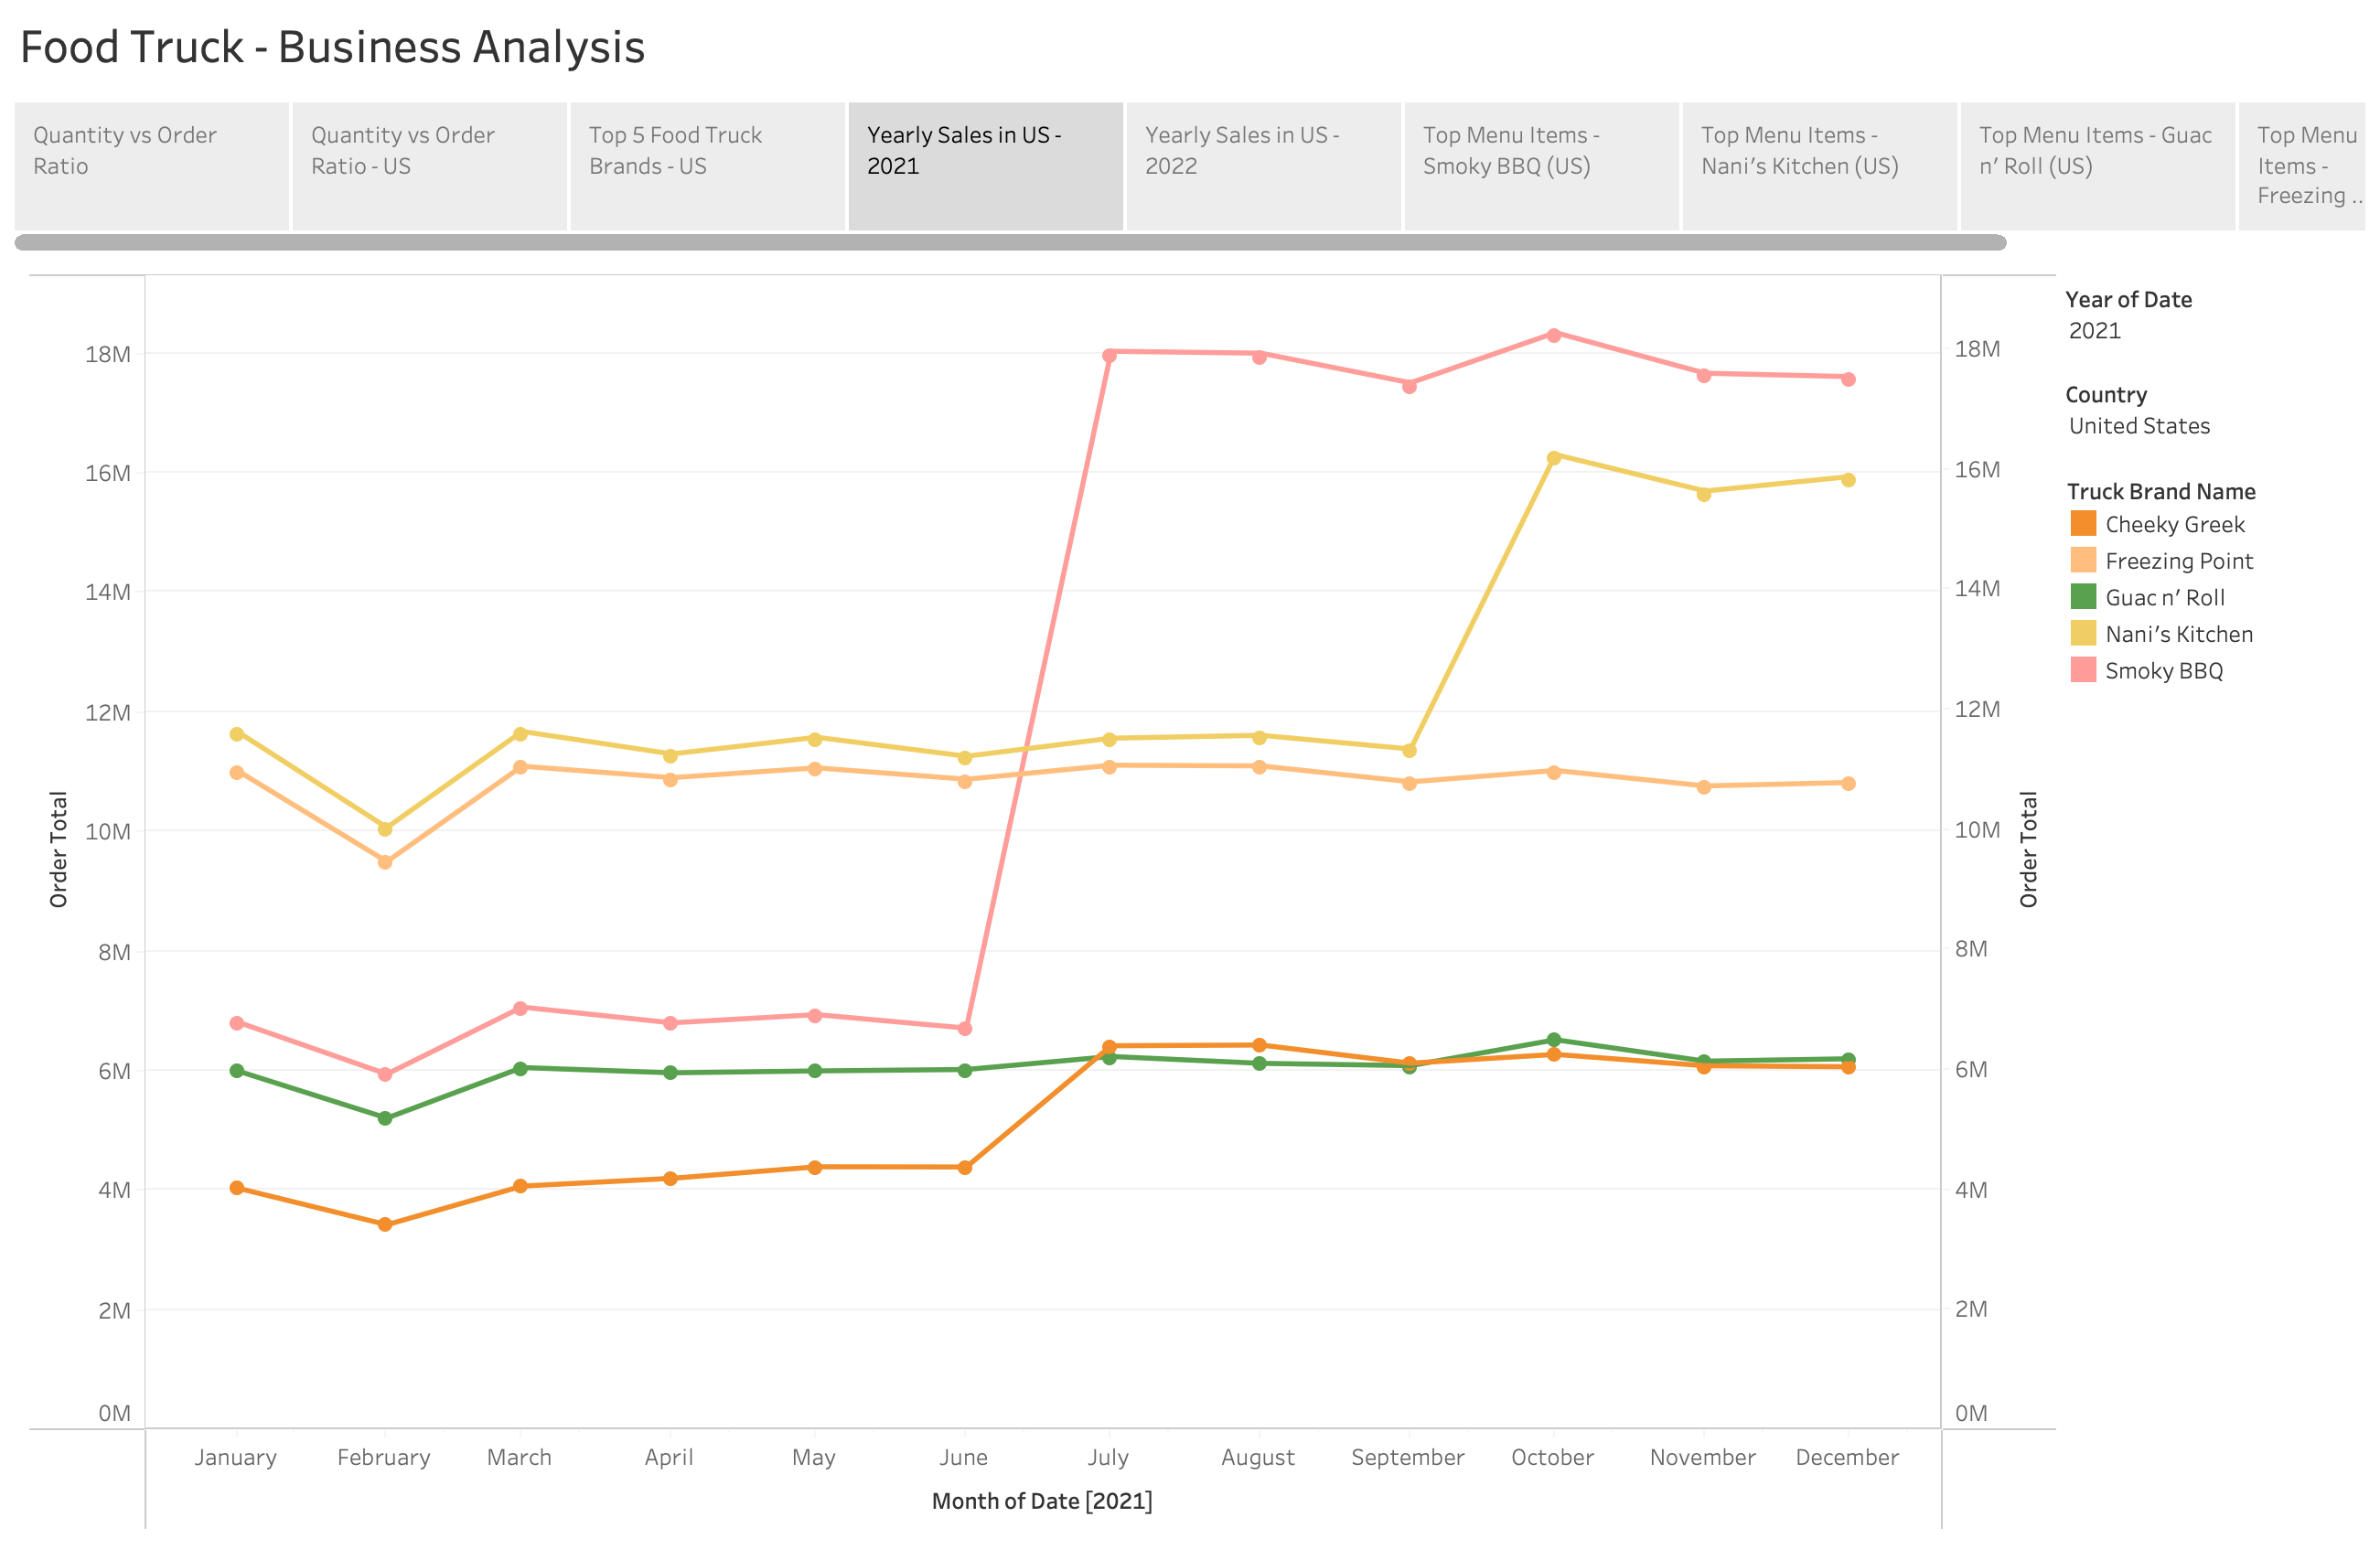 Food Truck - Business Analysis
Quantity vs Order
Ratio
Quantity vs Order
Ratio - US
Top 5 Food Truck
Brands - US
Yearly Sales in US -
2021
Yearly Sales in US -
2022
Top Menu Items -
Smoky BBQ (US)
Top Menu Items -
Nani’s Kitchen (US)
Top Menu Items - Guac
n’ Roll (US)
Top Menu
Items -
Freezing ..
Order Total
18M
16M
14M
12M
10M
8M
6M
4M
2M
0M
18M
16M
14M
12M
10M
8M
6M
4M
2M
0M
Order Total
January
February
March
April
May
June
July
August
September
October
November
December
Month of Date [2021]
Year of Date
2021
Country
United States
Truck Brand Name
Cheeky Greek
Freezing Point
Guac n’ Roll
Nani’s Kitchen
Smoky BBQ